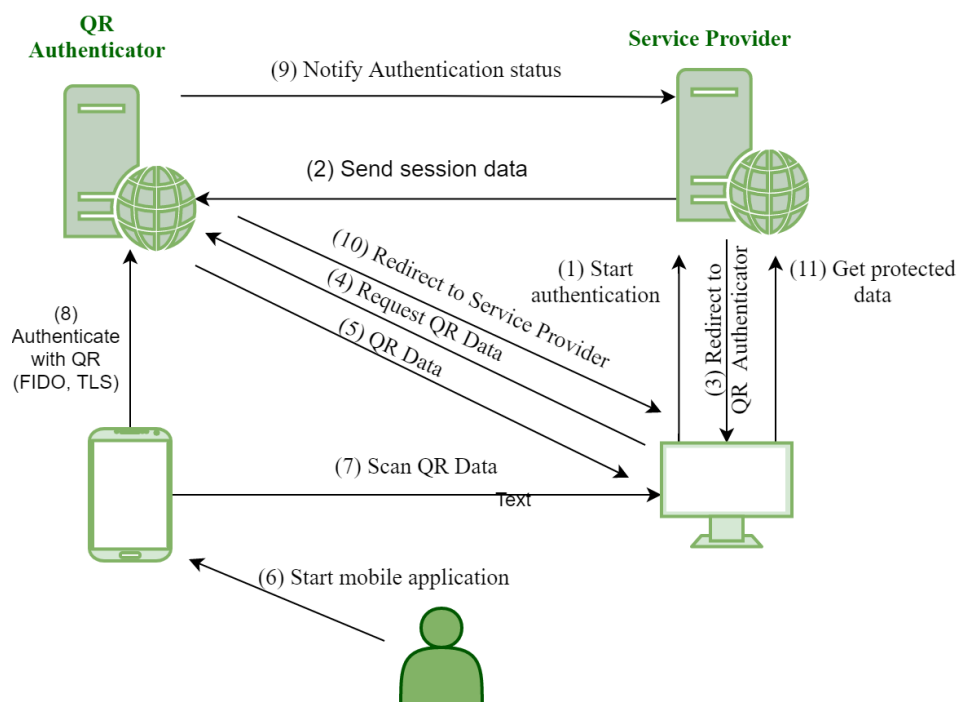 QR
Authenticator
Service Provider
(9) Notify Authentication status
(2) Send session data
(10) Redirect to Service Provider
(4) Request QR Data
(5) QR Data
(1) Start
authentication
(3) Redirect to
QR Authenticator
(11) Get protected
data
(8)
Authenticate
with QR
(FIDO, TLS)
(7) Scan QR Data
Text
(6) Start mobile application